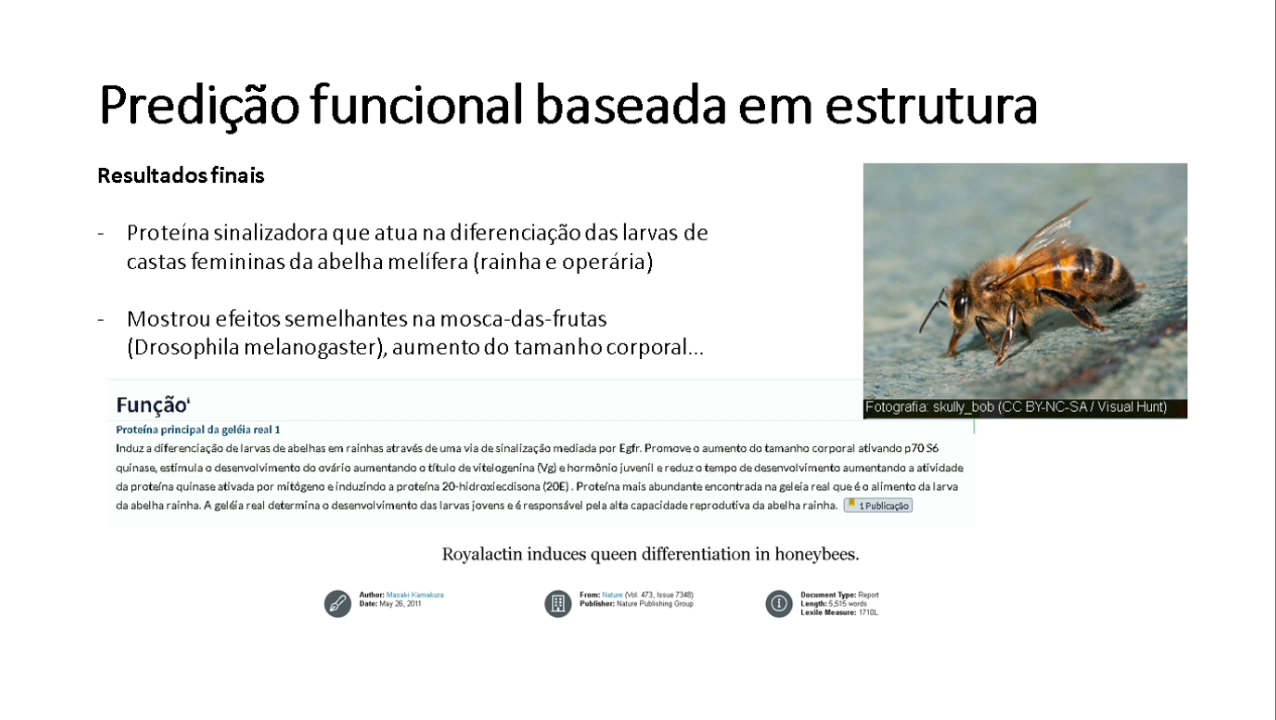 Predição funcional baseada em estrutura
Resultados finais
- Proteína sinalizadora que atua na diferenciação das larvas de
castas femininas da abelha melífera (rainha e operária)
- Mostrou efeitos semelhantes na mosca-das-frutas
(Drosophila melanogaster), aumento do tamanho corporal...
Fotografia: skully_bob (CC BY-NC-SA / Visual Hunt)
Função
Proteína principal da geléia real 1
Induz a diferenciação de larvas de abelhas em rainhas através de uma via de sinalização mediada por Egfr. Promove o aumento do tamanho corporal ativando p70 S6
quinase, estimula o desenvolvimento do ovário aumentando o título de vitelogenina (Vg) e hormônio juvenil e reduz o tempo de desenvolvimento aumentando a atividade
da proteína quinase ativada por mitógeno e induzindo a proteína 20-hidroxiecdisona (20E) . Proteína mais abundante encontrada na geleia real que é o alimento da larva
da abelha rainha. A geléia real determina o desenvolvimento das larvas jovens e é responsável pela alta capacidade reprodutiva da abelha rainha. 1 Publicação
Royalactin induces queen differentiation in honeybees.
Author: Masaki Kamakura
Date: May 26, 2011
From: Nature (Vol. 473, Issue 7348)
Publisher: Nature Publishing Group
Document Type: Report
Length: 5,515 words
Lexile Measure: 1710L